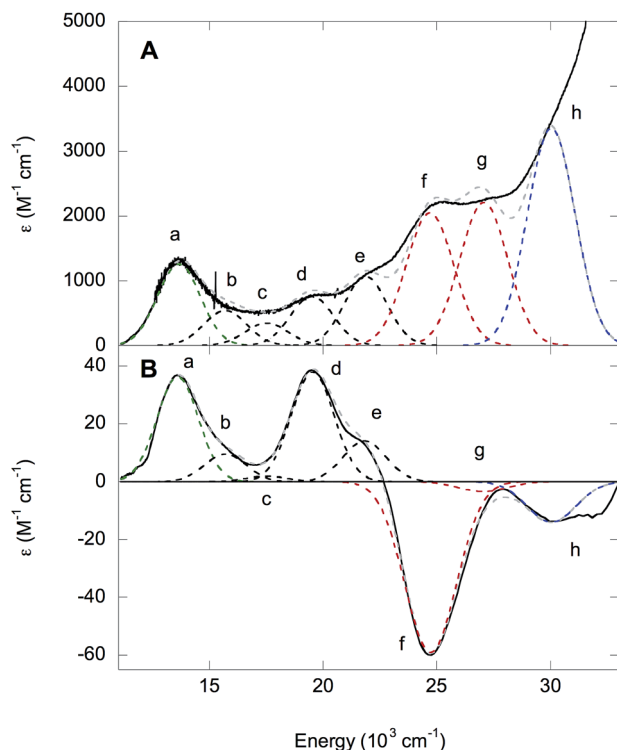 5000
A
4000
h
3000
ε (M⁻¹ cm⁻¹)
f
g
2000
a
e
1000
b
d
c
0
40
B
a
d
20
b
e
g
0
c
ε (M⁻¹ cm⁻¹)
-20
h
-40
f
-60
15 20 25 30
Energy (10³ cm⁻¹)